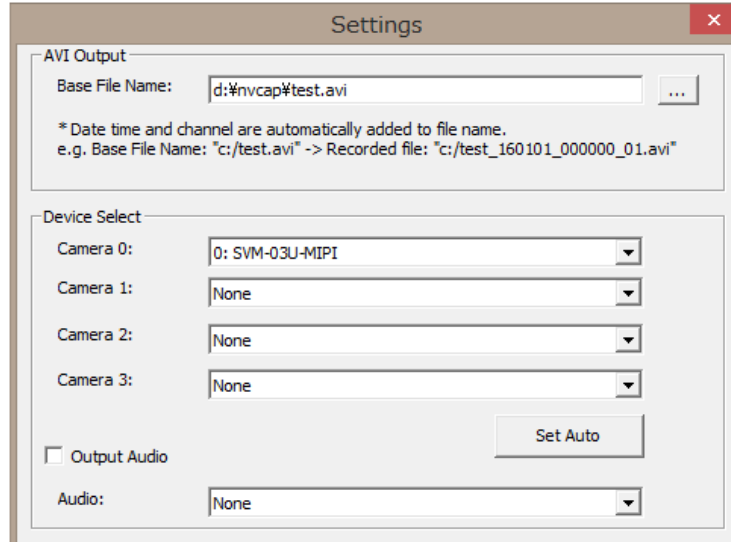 Settings
AVI Output
Base File Name: d:¥nvcap¥test.avi ...
* Date time and channel are automatically added to file name.
e.g. Base File Name: "c:/test.avi" -> Recorded file: "c:/test_160101_000000_01.avi"
Device Select
Camera 0: 0: SVM-03U-MIPI
Camera 1: None
Camera 2: None
Camera 3: None
Set Auto
Output Audio
Audio: None